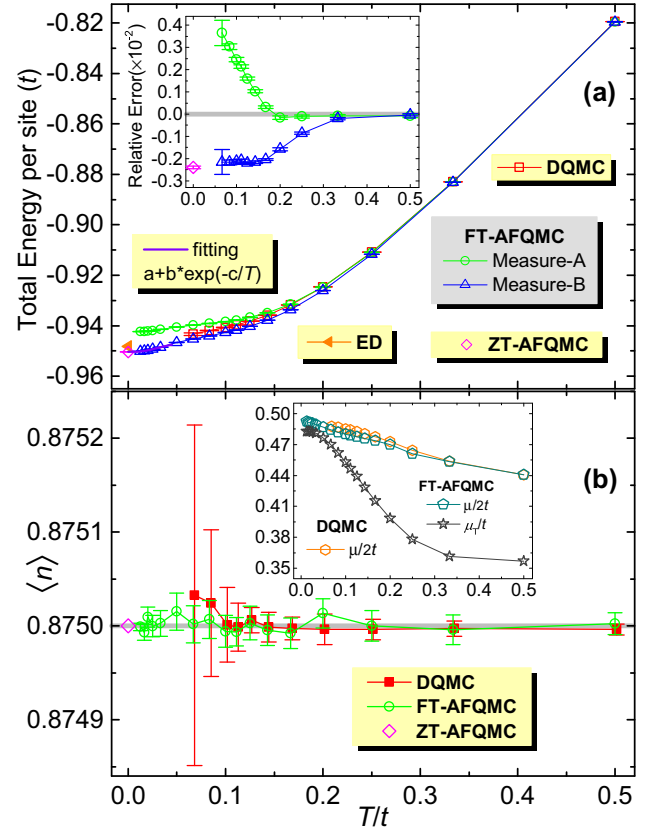 0.4
0.3
0.2
0.1
0.0
-0.1
-0.2
-0.3
Relative Error(×10⁻²)
0.0 0.1 0.2 0.3 0.4 0.5
-0.82
-0.84
-0.86
-0.88
-0.90
-0.92
-0.94
-0.96
Total Energy per site (t)
(a)
DQMC
FT-AFQMC
Measure-A
Measure-B
fitting
a+b*exp(-c/T)
ED
ZT-AFQMC
0.8752
0.8751
0.8750
0.8749
⟨n⟩
(b)
0.50
0.47
0.44
0.41
0.38
0.35
0.0 0.1 0.2 0.3 0.4 0.5
FT-AFQMC
μ/2t
μT/t
DQMC
μ/2t
DQMC
FT-AFQMC
ZT-AFQMC
0.0 0.1 0.2 0.3 0.4 0.5
T/t